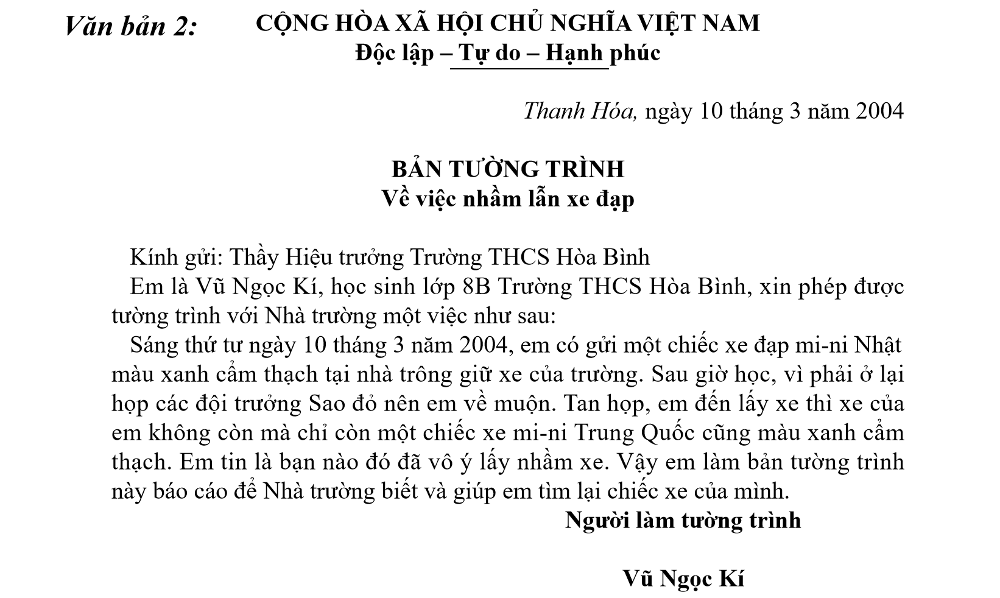 Văn bản 2:
CỘNG HÒA XÃ HỘI CHỦ NGHĨA VIỆT NAM
Độc lập – Tự do – Hạnh phúc
Thanh Hóa, ngày 10 tháng 3 năm 2004
BẢN TƯỜNG TRÌNH
Về việc nhầm lẫn xe đạp
Kính gửi: Thầy Hiệu trưởng Trường THCS Hòa Bình
Em là Vũ Ngọc Kí, học sinh lớp 8B Trường THCS Hòa Bình, xin phép được
tường trình với Nhà trường một việc như sau:
Sáng thứ tư ngày 10 tháng 3 năm 2004, em có gửi một chiếc xe đạp mi-ni Nhật
màu xanh cẩm thạch tại nhà trông giữ xe của trường. Sau giờ học, vì phải ở lại
họp các đội trưởng Sao đỏ nên em về muộn. Tan họp, em đến lấy xe thì xe của
em không còn mà chỉ còn một chiếc xe mi-ni Trung Quốc cũng màu xanh cẩm
thạch. Em tin là bạn nào đó đã vô ý lấy nhầm xe. Vậy em làm bản tường trình
này báo cáo để Nhà trường biết và giúp em tìm lại chiếc xe của mình.
Người làm tường trình
Vũ Ngọc Kí